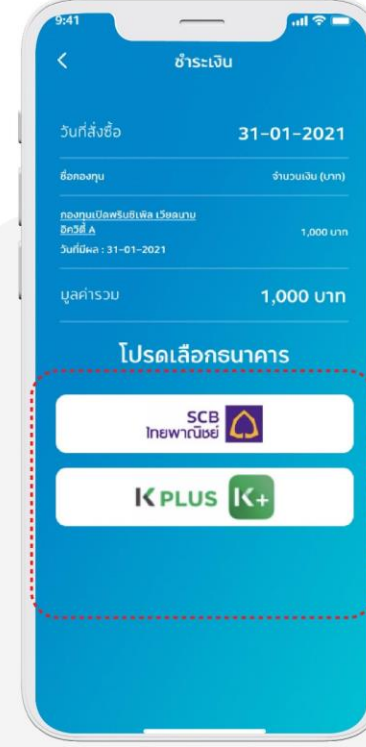 9:41
ชำระเงิน
วันที่สั่งซื้อ 31-01-2021
ชื่อกองทุน จำนวนเงิน (บาท)
กองทุนเปิดพรินซิเพิล เวียดนาม
อิควิตี้ A 1,000 บาท
วันที่มีผล : 31-01-2021
มูลค่ารวม 1,000 บาท
โปรดเลือกธนาคาร
SCB
ไทยพาณิชย์
K PLUS K+